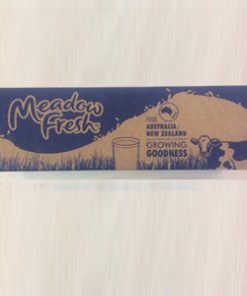 Meadow
Fresh
FROM
AUSTRALIA/
NEW ZEALAND
GROWING
GOODNESS